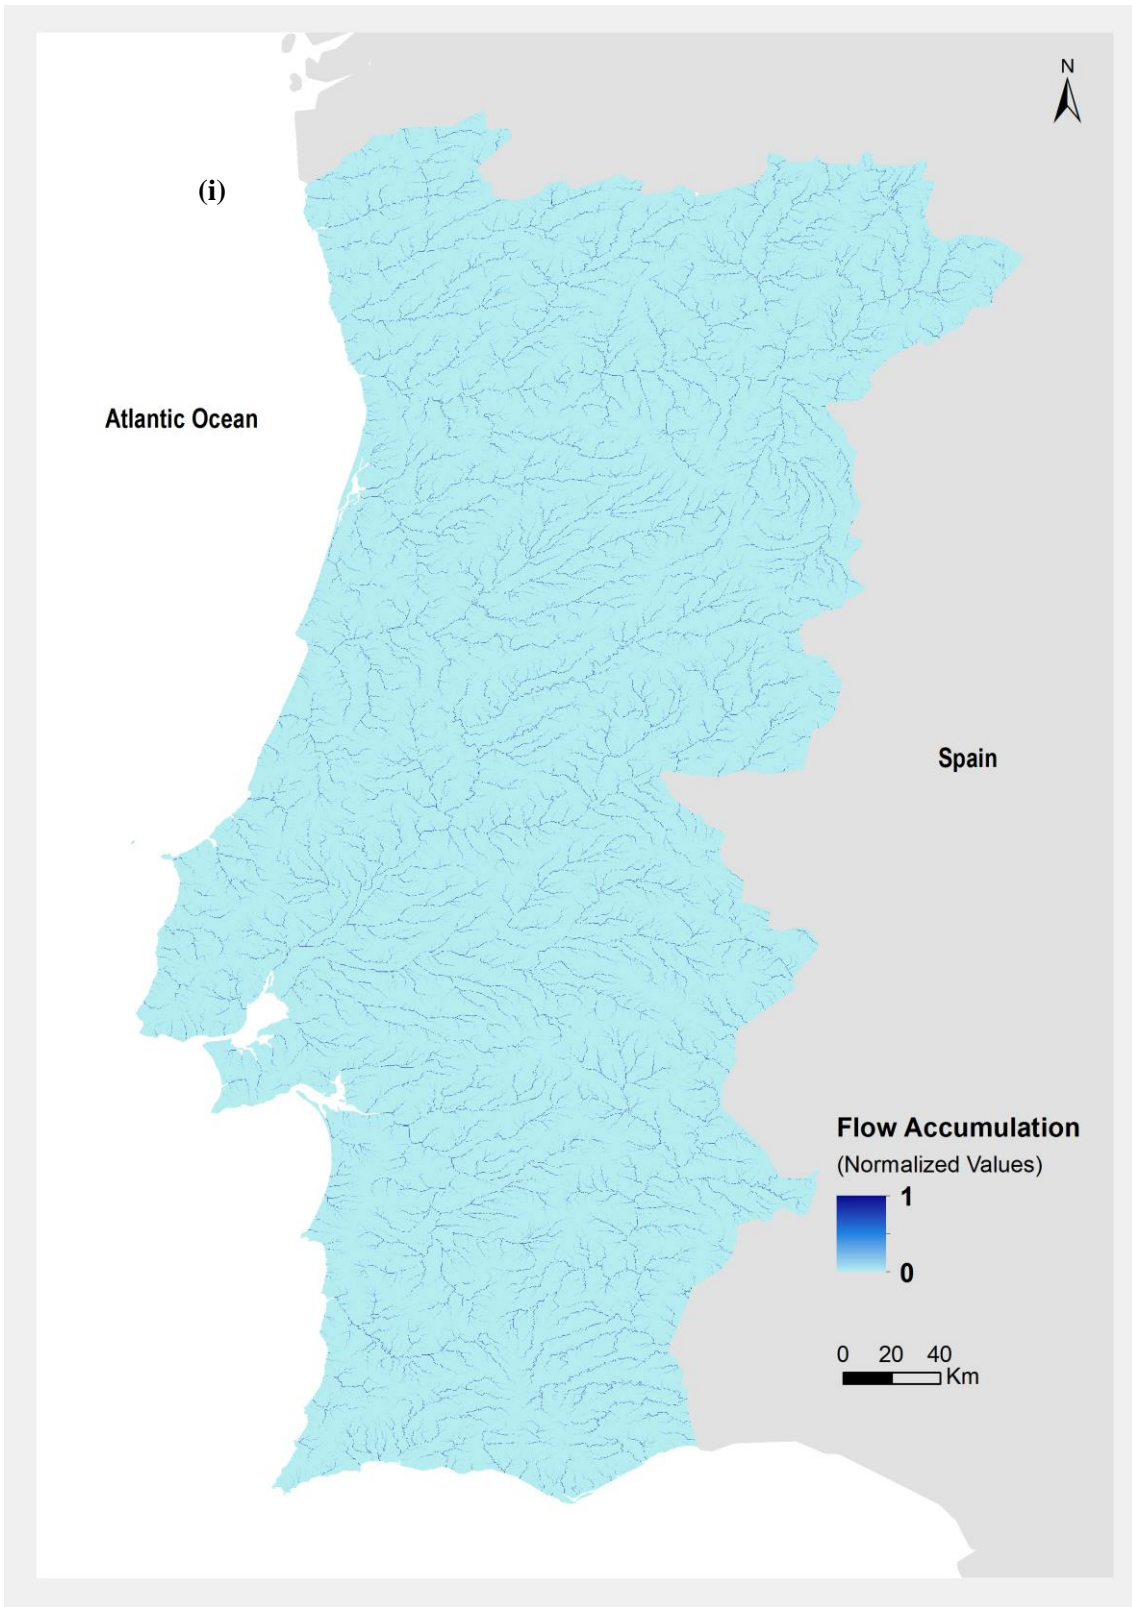 N
(i)
Atlantic Ocean
Spain
Flow Accumulation
(Normalized Values)
1
0
0 20 40
Km